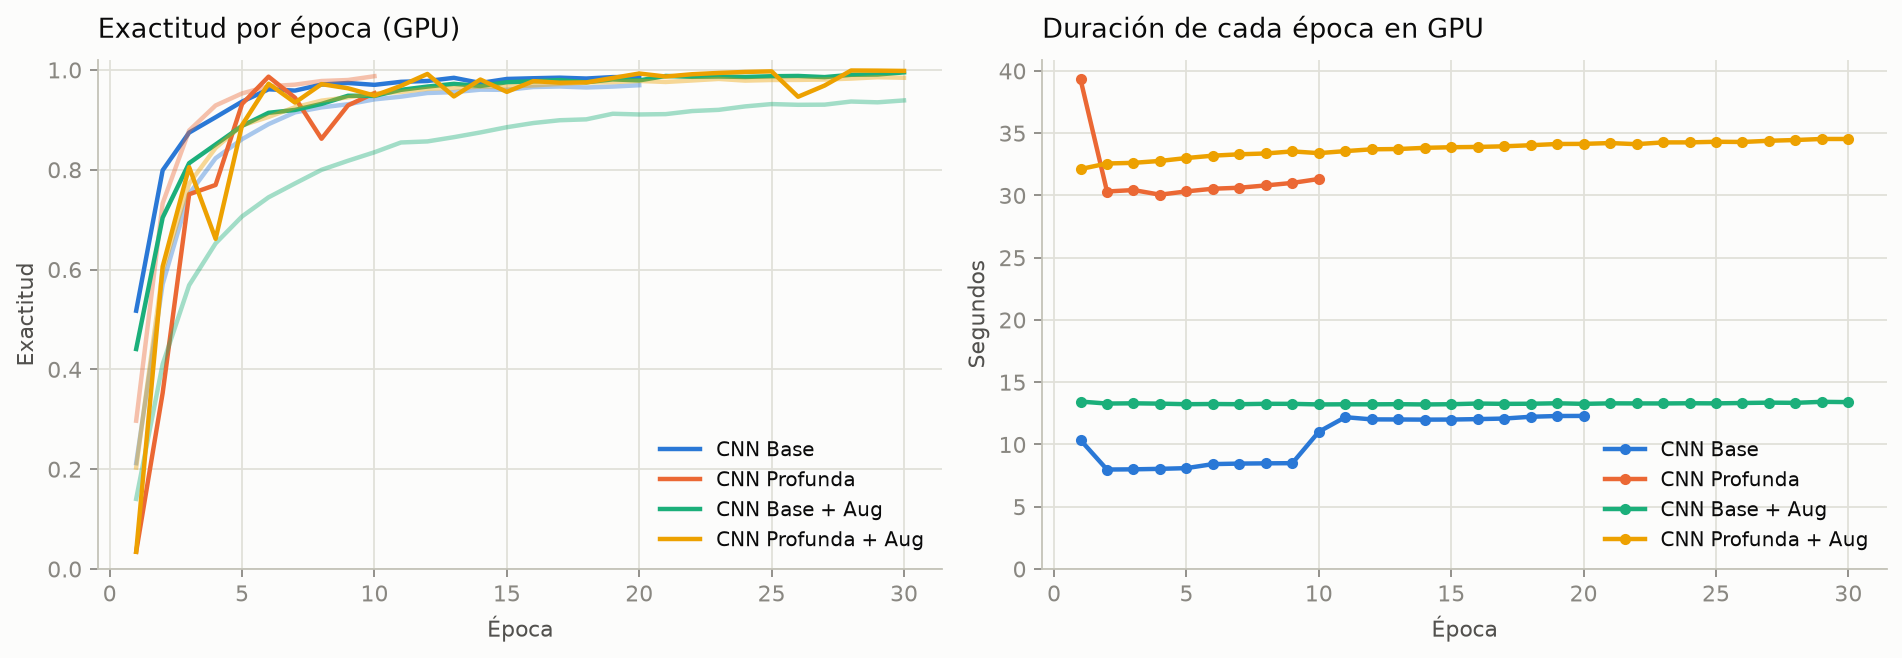 Exactitud por época (GPU)
1.0
0.8
0.6
0.4
0.2
0.0
Exactitud
0 5 10 15 20 25 30
Época
CNN Base
CNN Profunda
CNN Base + Aug
CNN Profunda + Aug
Duración de cada época en GPU
40
35
30
25
20
15
10
5
0
Segundos
0 5 10 15 20 25 30
Época
CNN Base
CNN Profunda
CNN Base + Aug
CNN Profunda + Aug